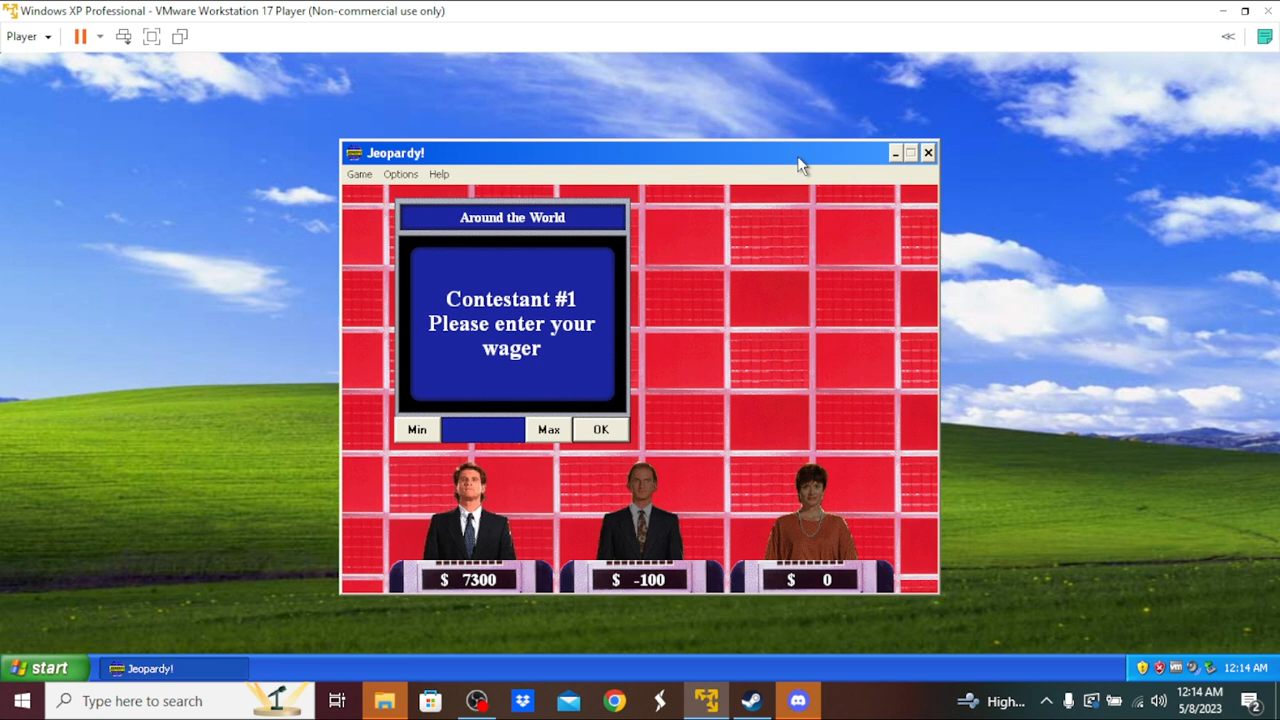 Windows XP Professional - VMware Workstation 17 Player (Non-commercial use only)
Player
Jeopardy!
Game Options Help
Around the World
Contestant #1
Please enter your
wager
Min Max OK
$ 7300 $ -100 $ 0
start Jeopardy! 12:14 AM
Type here to search High... 12:14 AM
5/8/2023 2